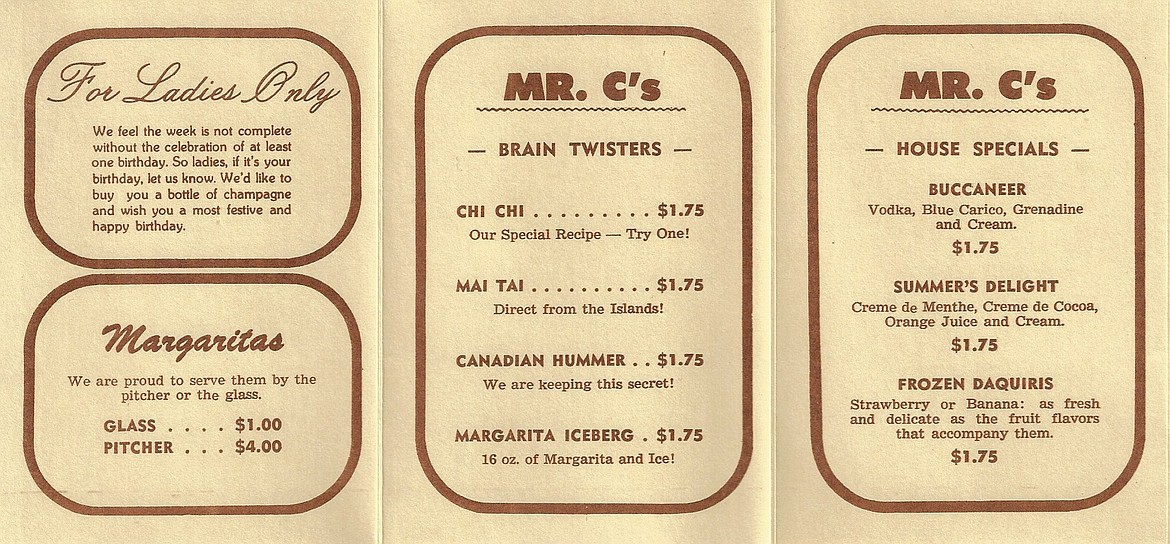 For Ladies Only
We feel the week is not complete
without the celebration of at least
one birthday. So ladies, if it's your
birthday, let us know. We'd like to
buy you a bottle of champagne
and wish you a most festive and
happy birthday.
Margaritas
We are proud to serve them by the
pitcher or the glass.
GLASS . . . . $1.00
PITCHER . . . $4.00
MR. C's
— BRAIN TWISTERS —
CHI CHI . . . . . . . . . $1.75
Our Special Recipe — Try One!
MAI TAI . . . . . . . . . . $1.75
Direct from the Islands!
CANADIAN HUMMER . . $1.75
We are keeping this secret!
MARGARITA ICEBERG . $1.75
16 oz. of Margarita and Ice!
MR. C's
— HOUSE SPECIALS —
BUCCANEER
Vodka, Blue Carico, Grenadine
and Cream.
$1.75
SUMMER'S DELIGHT
Creme de Menthe, Creme de Cocoa,
Orange Juice and Cream.
$1.75
FROZEN DAQUIRIS
Strawberry or Banana: as fresh
and delicate as the fruit flavors
that accompany them.
$1.75